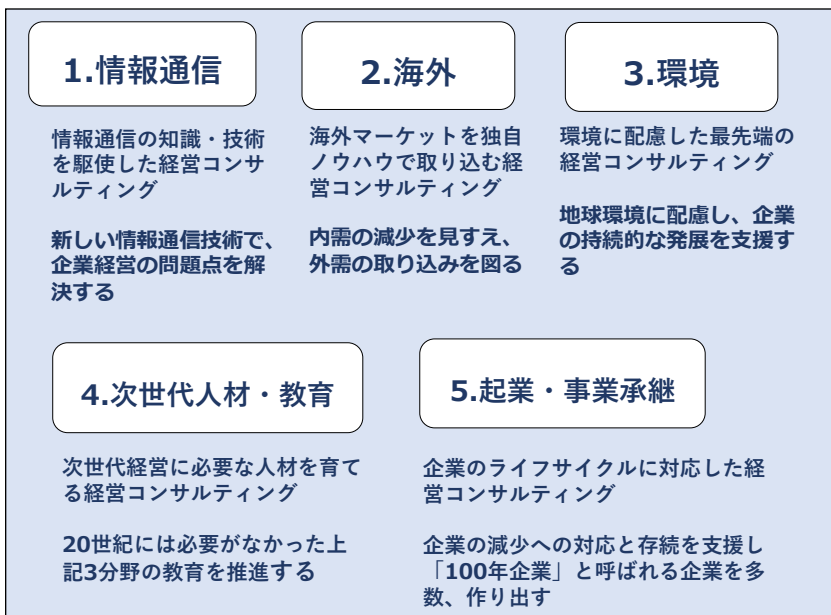 1.情報通信
情報通信の知識・技術
を駆使した経営コンサ
ルティング
新しい情報通信技術で、
企業経営の問題点を解
決する
2.海外
海外マーケットを独自
ノウハウで取り込む経
営コンサルティング
内需の減少を見すえ、
外需の取り込みを図る
3.環境
環境に配慮した最先端の
経営コンサルティング
地球環境に配慮し、企業
の持続的な発展を支援す
る
4.次世代人材・教育
次世代経営に必要な人材を育て
る経営コンサルティング
20世紀には必要がなかった上
記3分野の教育を推進する
5.起業・事業承継
企業のライフサイクルに対応した経
営コンサルティング
企業の減少への対応と存続を支援し
「100年企業」と呼ばれる企業を多
数、作り出す